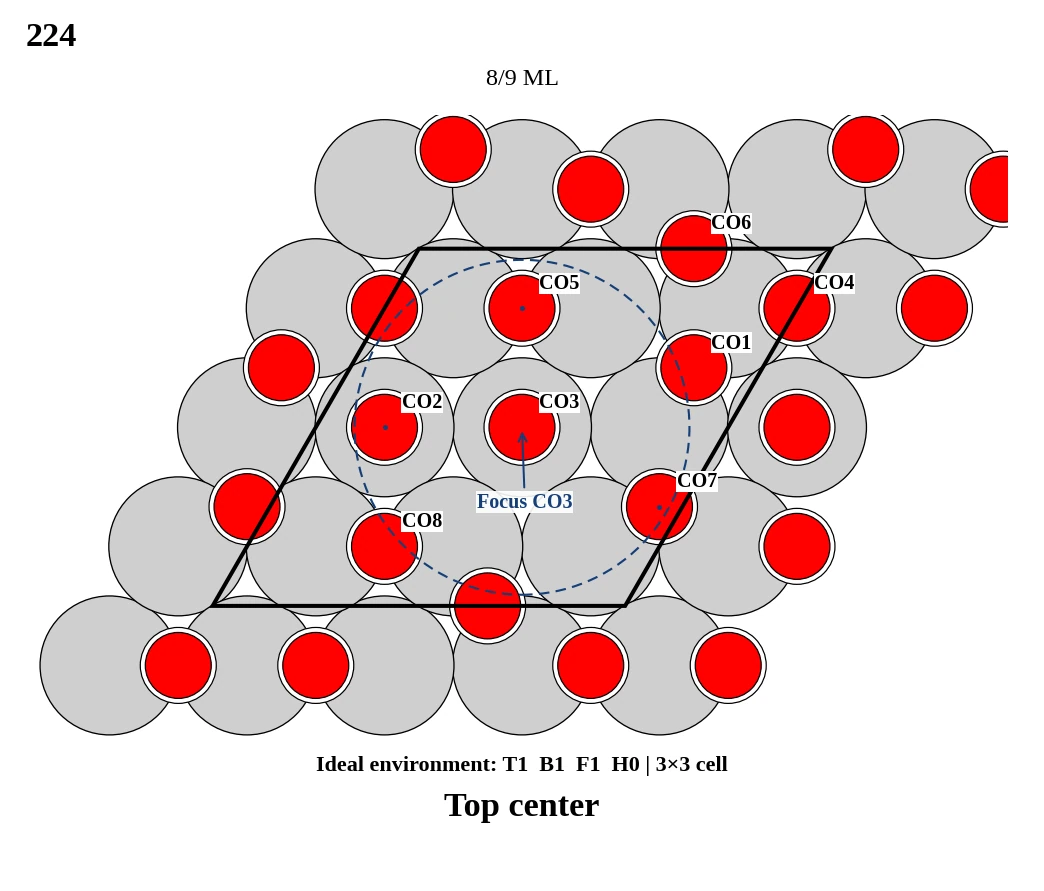 224
8/9 ML
CO6
CO5
CO4
CO1
CO2
CO3
CO7
Focus CO3
CO8
Ideal environment: T1 B1 F1 H0 | 3×3 cell
Top center